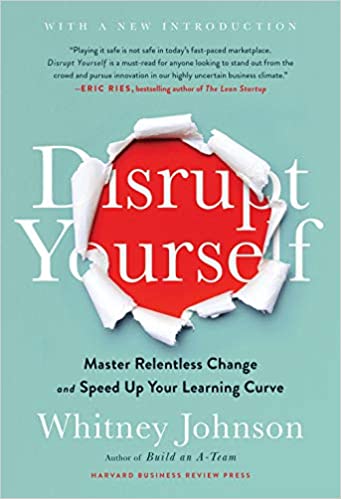 WITH A NEW INTRODUCTION
“Playing it safe is not safe in today’s fast-paced marketplace.
Disrupt Yourself is a must-read for anyone looking to stand out from the
crowd and pursue innovation in our highly uncertain business climate.”
—ERIC RIES, bestselling author of The Lean Startup
Disrupt
Yourself
Master Relentless Change
and Speed Up Your Learning Curve
Whitney Johnson
Author of Build an A-Team
HARVARD BUSINESS REVIEW PRESS